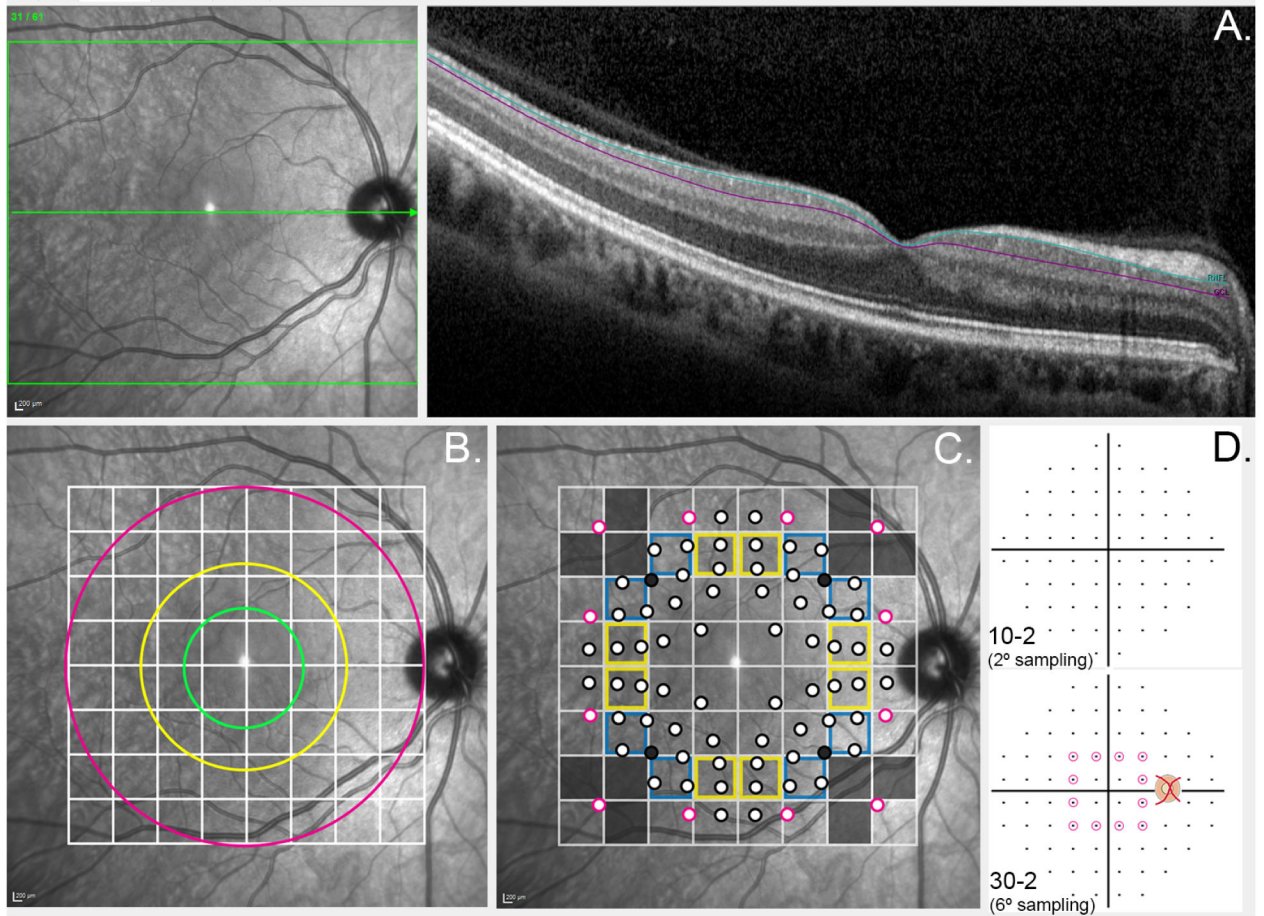 31 / 61
200 µm
A.
RNFL
GCL
B.
200 µm
C.
200 µm
D.
10-2
(2º sampling)
30-2
(6º sampling)